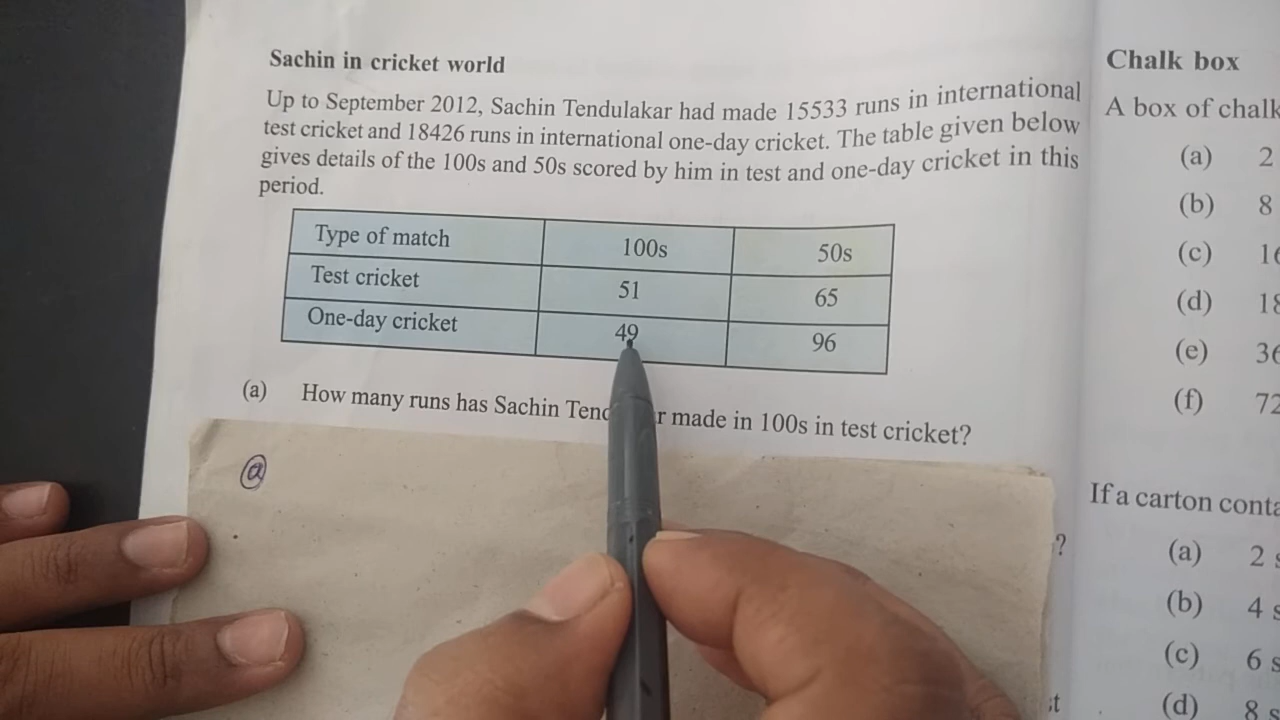 Sachin in cricket world
Up to September 2012, Sachin Tendulakar had made 15533 runs in international
test cricket and 18426 runs in international one-day cricket. The table given below
gives details of the 100s and 50s scored by him in test and one-day cricket in this
period.
Type of match 100s 50s
Test cricket 51 65
One-day cricket 49 96
(a) How many runs has Sachin made in 100s in test cricket?
ⓐ
?
Chalk box
A box of chalk
(a) 2
(b) 8
(c)
(d)
(e)
(f) 72
If a carton
(a) 2
(b) 4
(c) 6
(d) 8